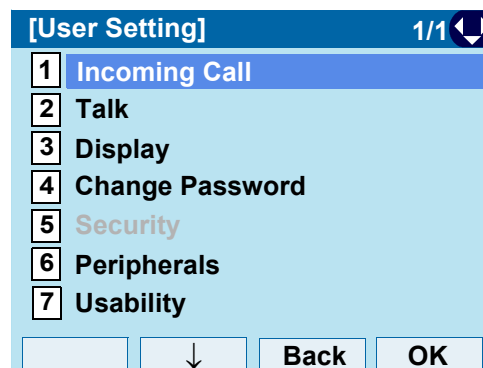 [User Setting] 1/1
1 Incoming Call
2 Talk
3 Display
4 Change Password
5 Security
6 Peripherals
7 Usability
↓ Back OK